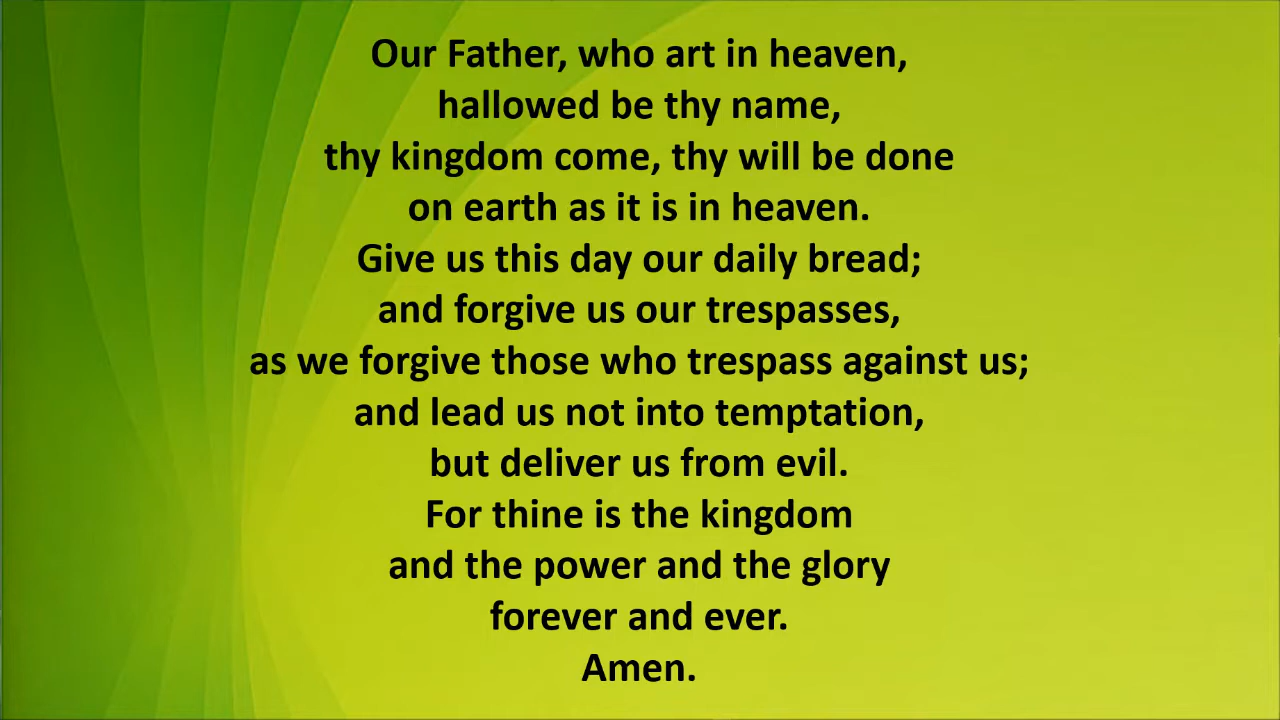 Our Father, who art in heaven,
hallowed be thy name,
thy kingdom come, thy will be done
on earth as it is in heaven.
Give us this day our daily bread;
and forgive us our trespasses,
as we forgive those who trespass against us;
and lead us not into temptation,
but deliver us from evil.
For thine is the kingdom
and the power and the glory
forever and ever.
Amen.